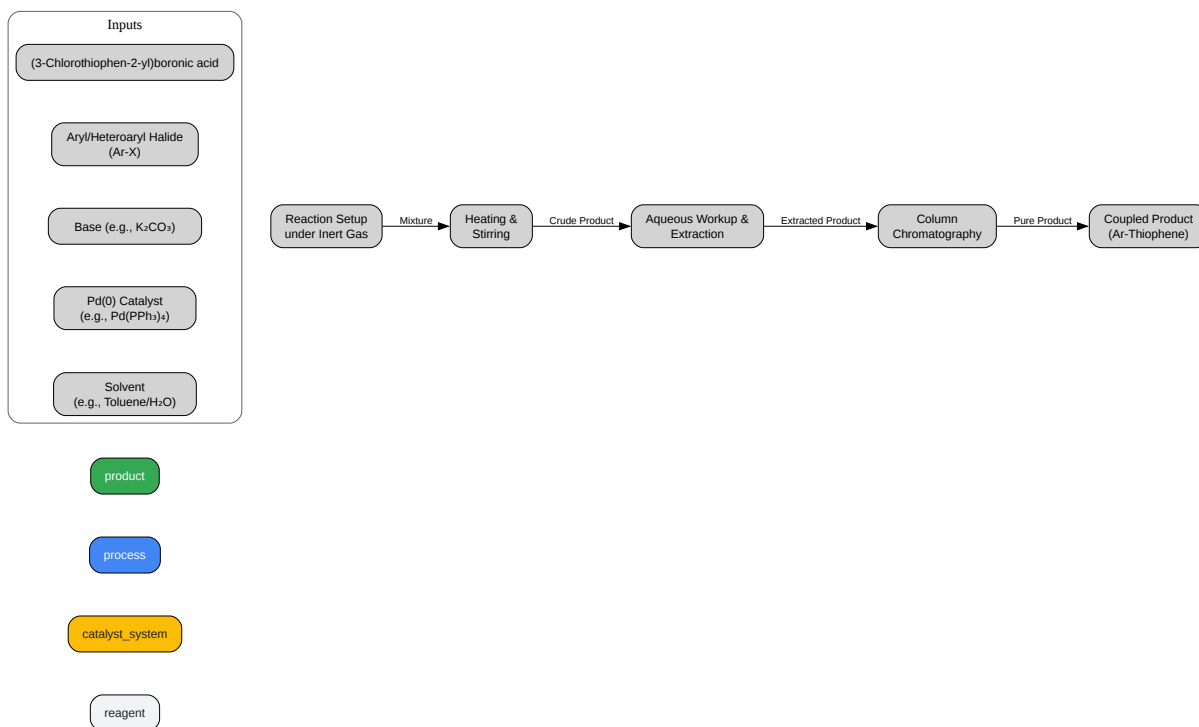 Inputs
(3-Chlorothiophen-2-yl)boronic acid
Aryl/Heteroaryl Halide
(Ar-X)
Base (e.g., K₂CO₃)
Pd(0) Catalyst
(e.g., Pd(PPh₃)₄)
Solvent
(e.g., Toluene/H₂O)
Reaction Setup
under Inert Gas
Mixture
Heating &
Stirring
Crude Product
Aqueous Workup &
Extraction
Extracted Product
Column
Chromatography
Pure Product
Coupled Product
(Ar-Thiophene)
product
process
catalyst_system
reagent